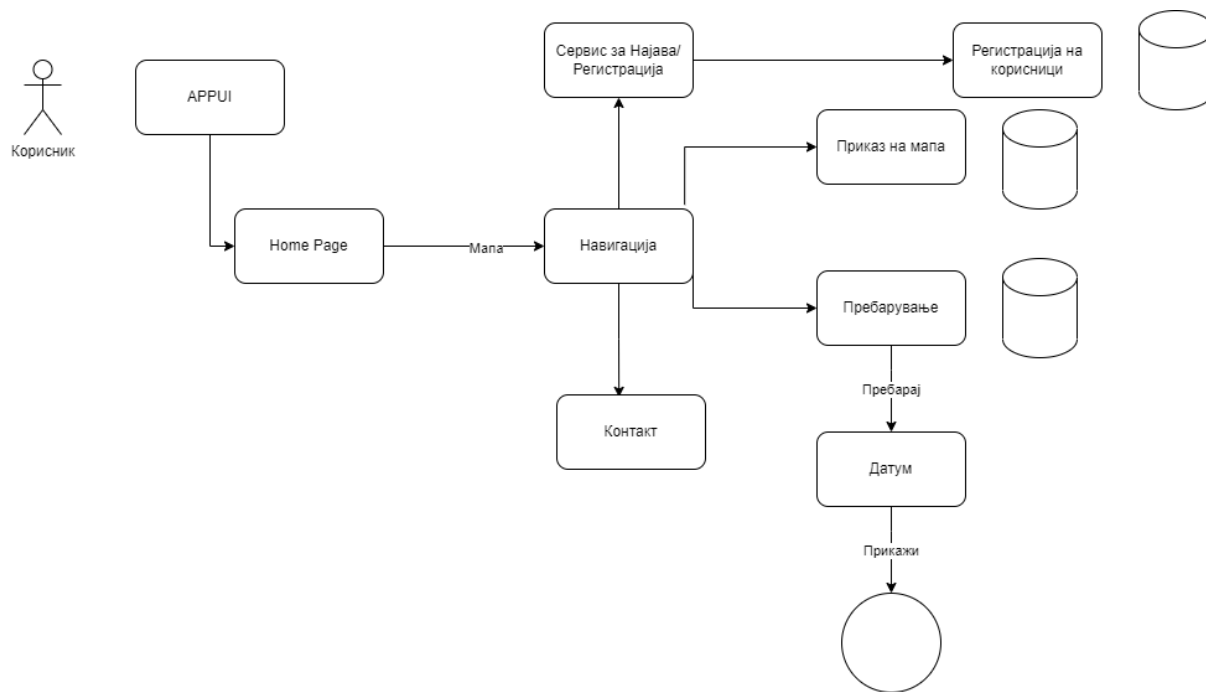 Сервис за Најава/
Регистрација
Регистрација на
корисници
APPUI
Корисник
Приказ на мапа
Home Page
Мапа
Навигација
Пребарување
Пребарај
Контакт
Датум
Прикажи